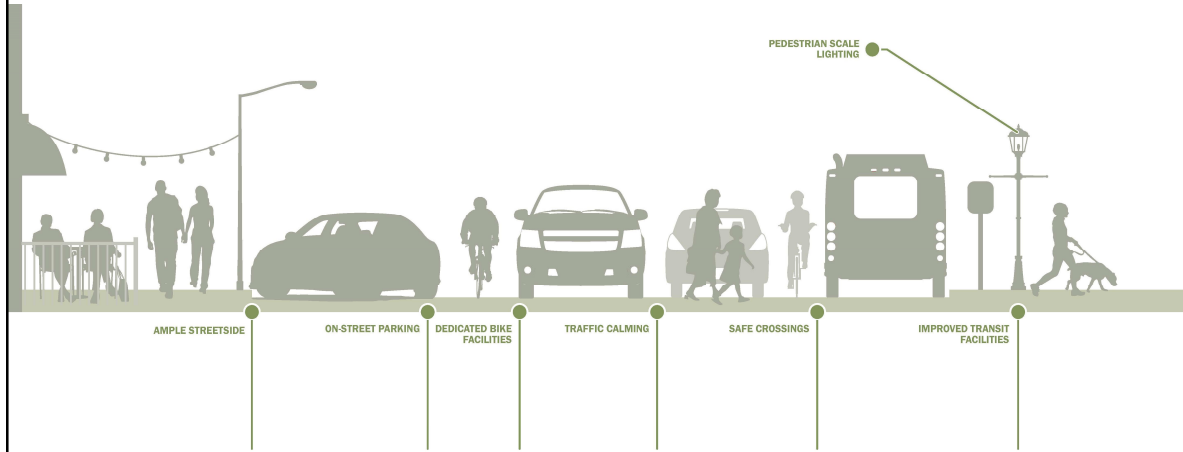 PEDESTRIAN SCALE
LIGHTING
AMPLE STREETSIDE
ON-STREET PARKING
DEDICATED BIKE
FACILITIES
TRAFFIC CALMING
SAFE CROSSINGS
IMPROVED TRANSIT
FACILITIES